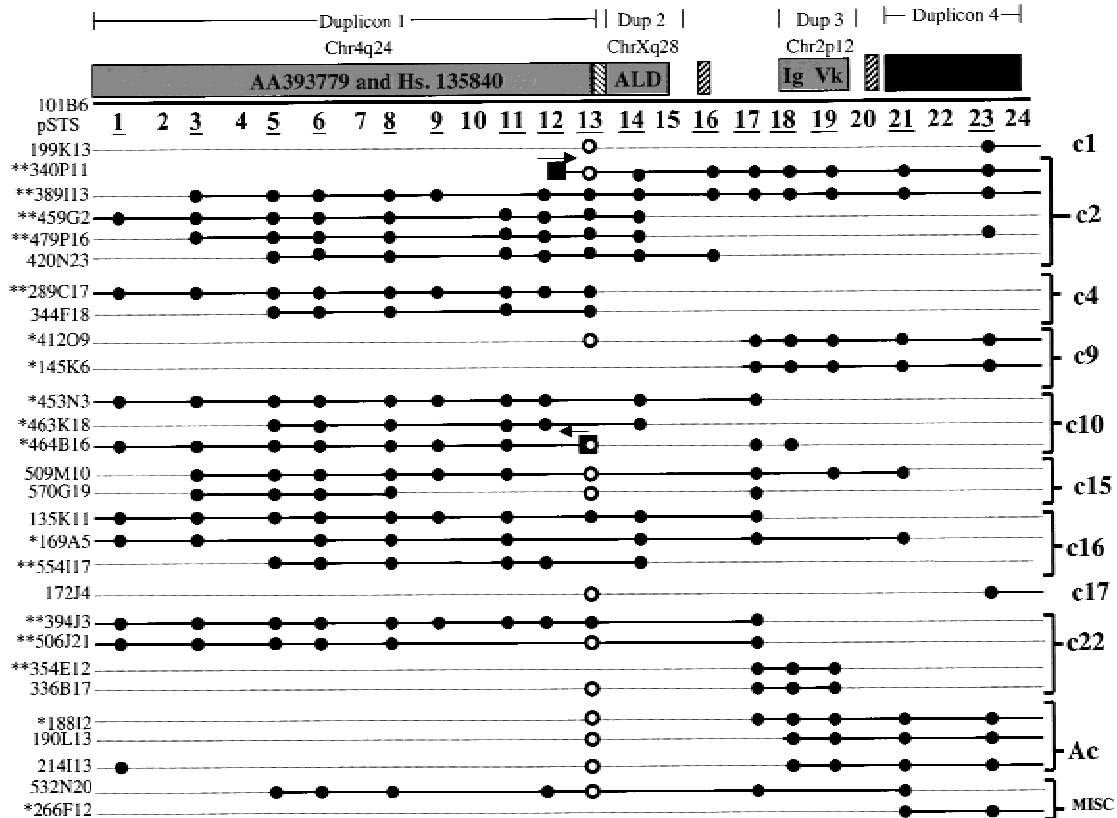 Duplicon 1 Dup 2 Dup 3 Duplicon 4
Chr4q24 ChrXq28 Chr2p12
AA393779 and Hs. 135840 ALD Ig Vk
101B6
pSTS 1 2 3 4 5 6 7 8 9 10 11 12 13 14 15 16 17 18 19 20 21 22 23 24
199K13 c1
**340P11
**389I13
**459G2 c2
**479P16
420N23
**289C17 c4
344F18
*412O9 c9
*145K6
*453N3
*463K18 c10
*464B16
509M10 c15
570G19
135K11
*169A5 c16
**554I17
172J4 c17
**394J3
**506J21 c22
**354E12
336B17
*188I2
190L13 Ac
214I13
532N20 MISC
*266F12